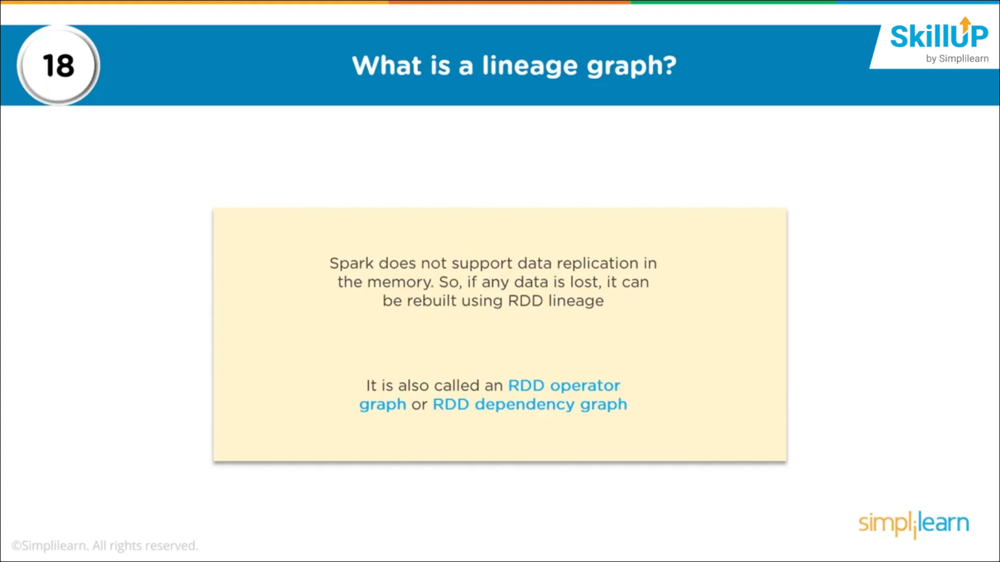 SkillUP
by Simplilearn
18
What is a lineage graph?
Spark does not support data replication in
the memory. So, if any data is lost, it can
be rebuilt using RDD lineage
It is also called an RDD operator
graph or RDD dependency graph
simplilearn
©Simplilearn. All rights reserved.